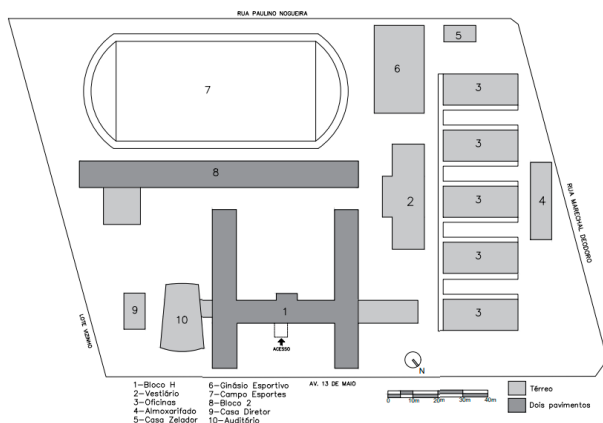 RUA PAULINO NOGUEIRA
5
6
3
7
3
8
3
4
2
RUA MARECHAL DEODORO
3
9
10
1
3
ACESSO
LOTE VIZINHO
N
AV. 13 DE MAIO
1-Bloco H
2-Vestiário
3-Oficinas
4-Almoxarifado
5-Casa Zelador
6-Ginásio Esportivo
7-Campo Esportes
8-Bloco 2
9-Casa Diretor
10-Auditório
0 10m 20m 30m 40m
Térreo
Dois pavimentos